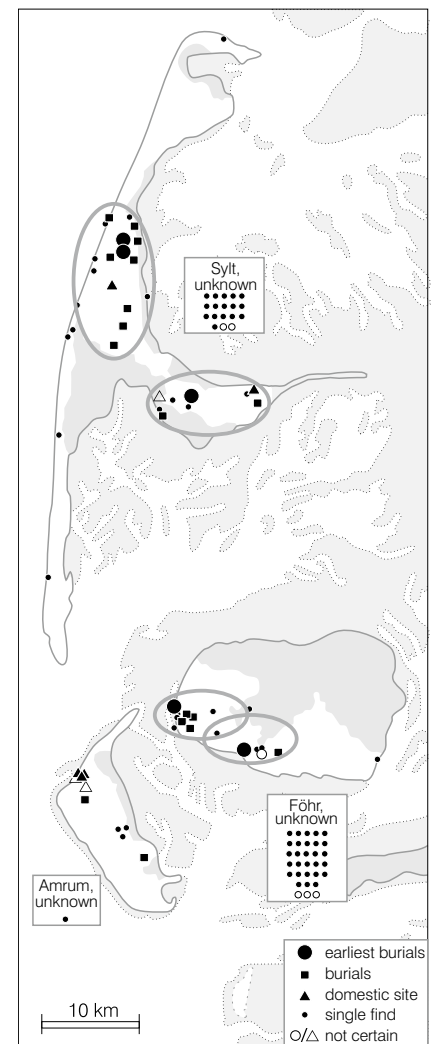 Sylt,
unknown
Föhr,
unknown
Amrum,
unknown
earliest burials
burials
domestic site
single find
not certain
10 km